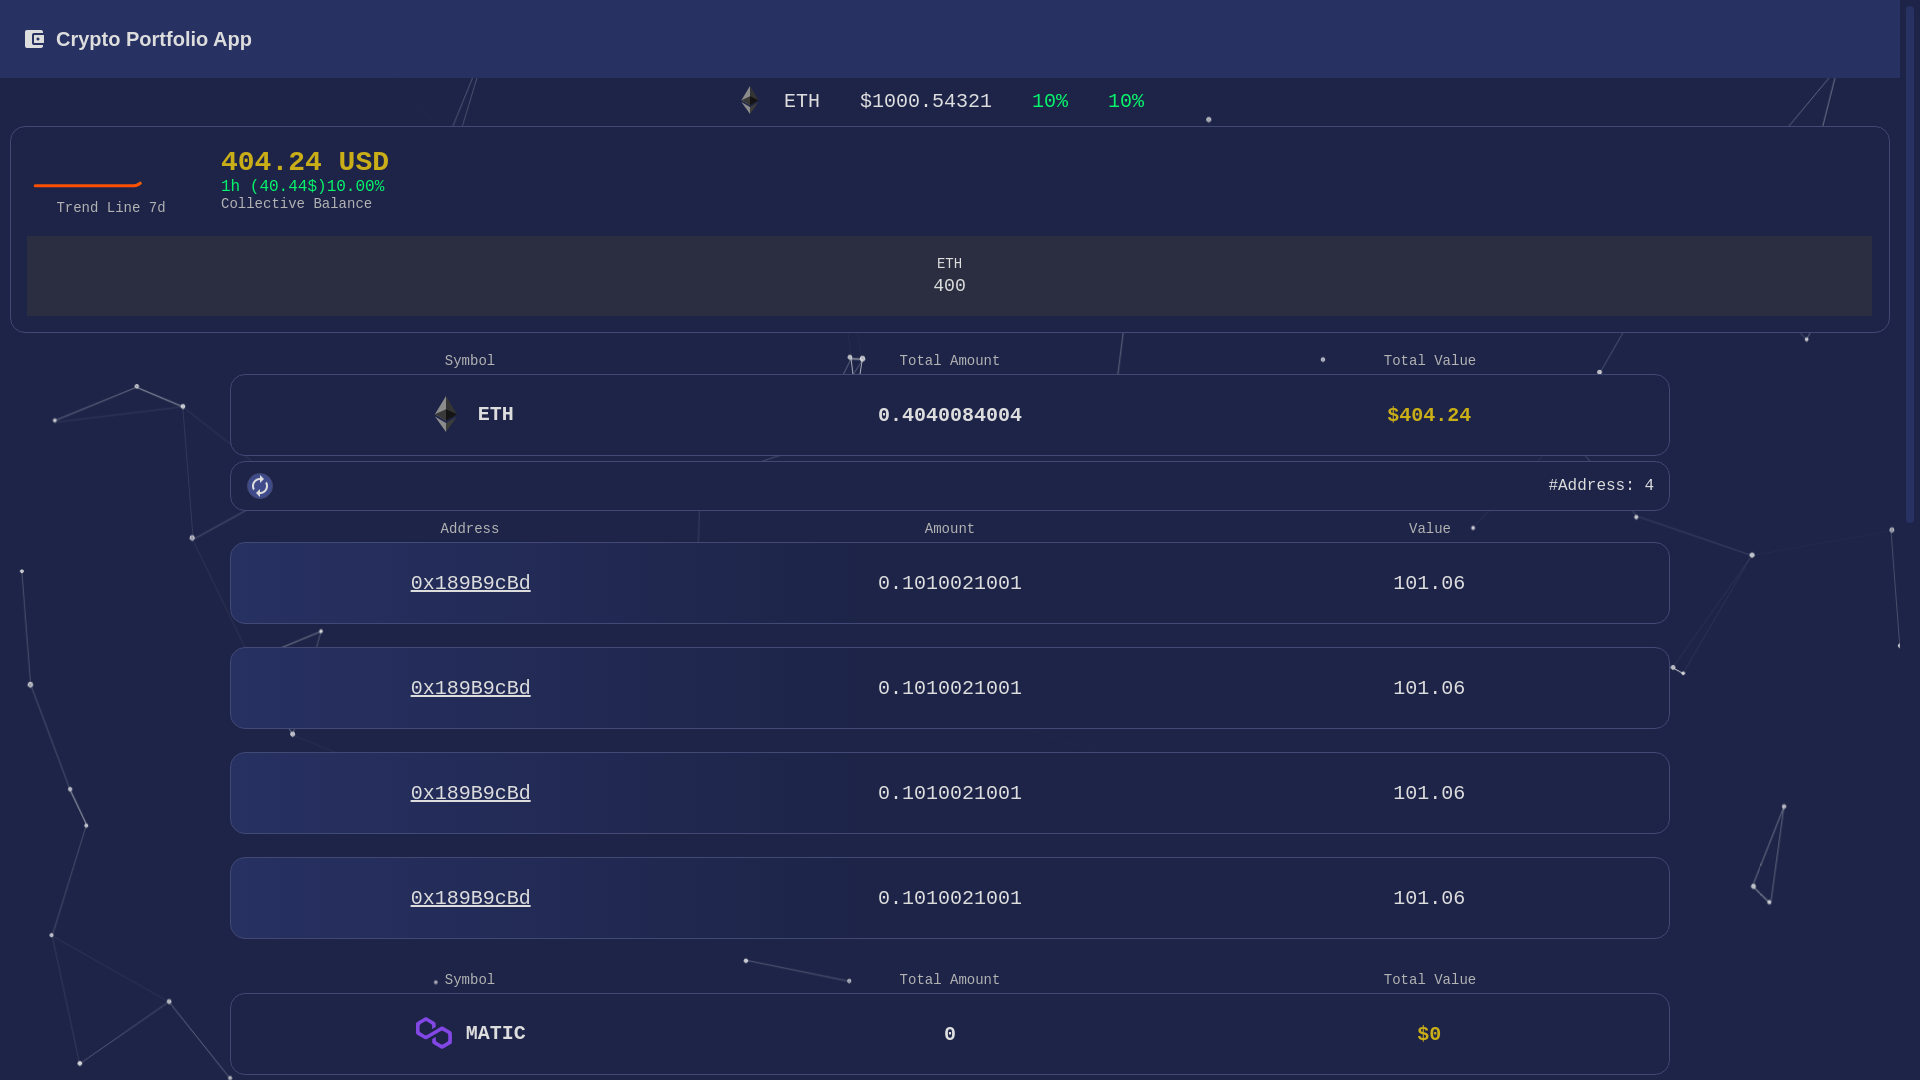 Crypto Portfolio App
ETH $1000.54321 10% 10%
404.24 USD
1h (40.44$)10.00%
Collective Balance
Trend Line 7d
ETH
400
Symbol Total Amount Total Value
ETH 0.4040084004 $404.24
#Address: 4
Address Amount Value
0x189B9cBd 0.1010021001 101.06
0x189B9cBd 0.1010021001 101.06
0x189B9cBd 0.1010021001 101.06
0x189B9cBd 0.1010021001 101.06
Symbol Total Amount Total Value
MATIC 0 $0